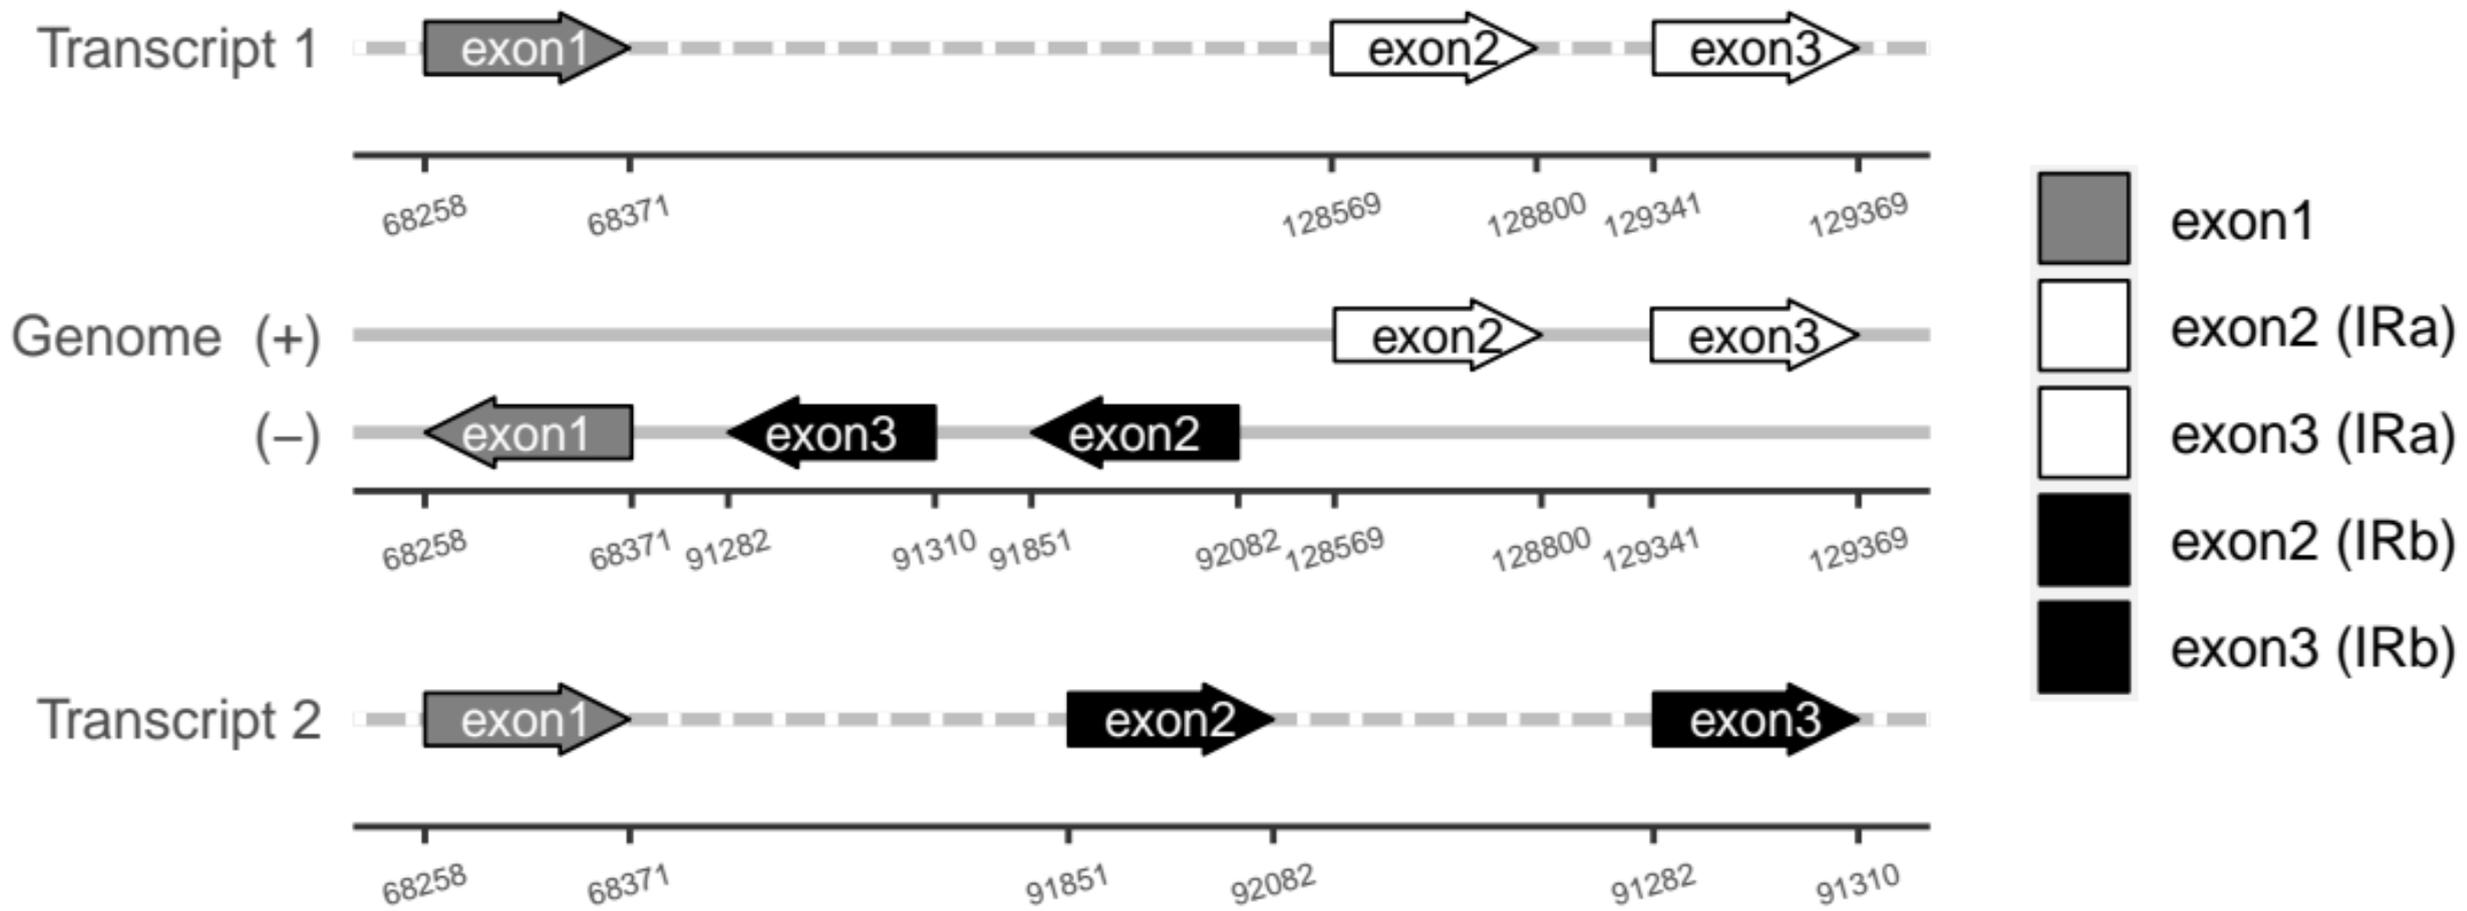 Transcript 1 exon1 exon2 exon3
68258 68371 128569 128800 129341 129369
Genome (+) exon2 exon3
(–) exon1 exon3 exon2
68258 68371 91282 91310 91851 92082 128569 128800 129341 129369
Transcript 2 exon1 exon2 exon3
68258 68371 91851 92082 91282 91310
exon1
exon2 (IRa)
exon3 (IRa)
exon2 (IRb)
exon3 (IRb)